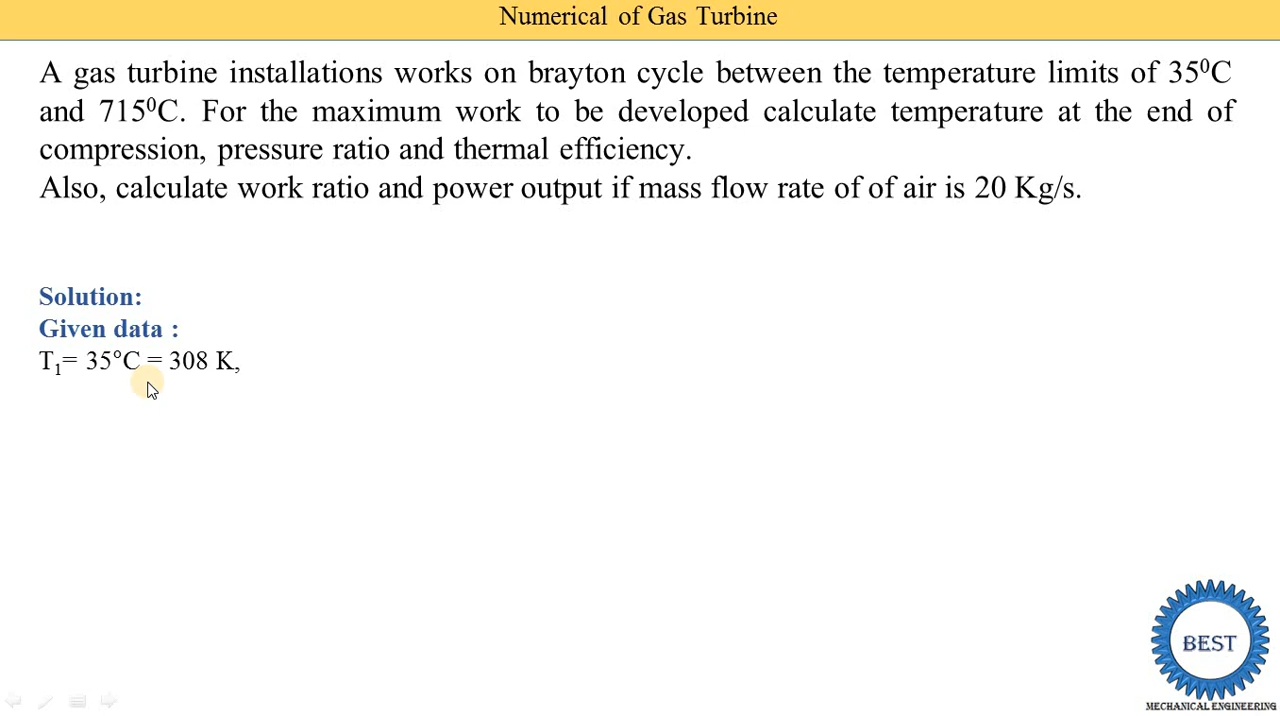 Numerical of Gas Turbine
A gas turbine installations works on brayton cycle between the temperature limits of 35⁰C
and 715⁰C. For the maximum work to be developed calculate temperature at the end of
compression, pressure ratio and thermal efficiency.
Also, calculate work ratio and power output if mass flow rate of of air is 20 Kg/s.
Solution:
Given data :
T₁= 35°C = 308 K,
BEST
MECHANICAL ENGINEERING